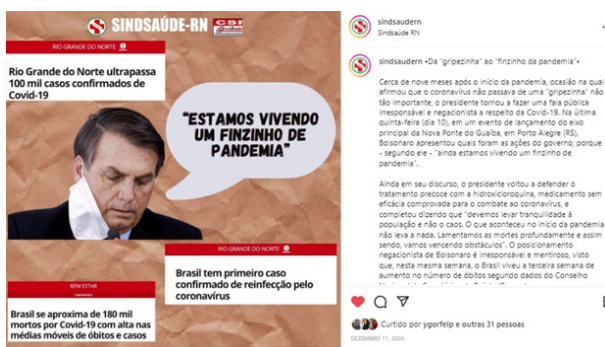 SINDSAÚDE-RN
CSI
RIO GRANDE DO NORTE
Rio Grande do Norte ultrapassa
100 mil casos confirmados de
Covid-19
"ESTAMOS VIVENDO
UM FINZINHO DE
PANDEMIA"
RIO GRANDE DO NORTE
Brasil tem primeiro caso
confirmado de reinfecção pelo
coronavírus
BEM ESTAR
Brasil se aproxima de 180 mil
mortos por Covid-19 com alta nas
médias móveis de óbitos e casos
sindsaudern
Sindsaúde RN
sindsaudern •Da "gripezinha" ao "finzinho da pandemia"•
Cerca de nove meses após o início da pandemia, ocasião na qual
afirmou que o coronavírus não passava de uma "gripezinha" não
tão importante, o presidente tornou a fazer uma fala pública
irresponsável e negacionista a respeito da Covid-19. Na última
quinta-feira (dia 10), em um evento de lançamento do eixo
principal da Nova Ponte do Guaíba, em Porto Alegre (RS),
Bolsonaro apresentou quais foram as ações do governo, porque
- segundo ele - "ainda estamos vivendo um finzinho de
pandemia".
Ainda em seu discurso, o presidente voltou a defender o
tratamento precoce com a hidroxicloroquina, medicamento sem
eficácia comprovada para o combate ao coronavírus, e
completou dizendo que "devemos levar tranquilidade à
população e não o caos. O que aconteceu no início da pandemia
não leva a nada. Lamentamos as mortes profundamente e assim
sendo, vamos vencendo obstáculos". O posicionamento
negacionista de Bolsonaro é irresponsável e mentiroso, visto
que, nesta mesma semana, o Brasil viveu a terceira semana de
aumento no número de óbitos segundo dados do Conselho
Curtido por ygorfelp e outras 31 pessoas
DEZEMBRO 11, 2020